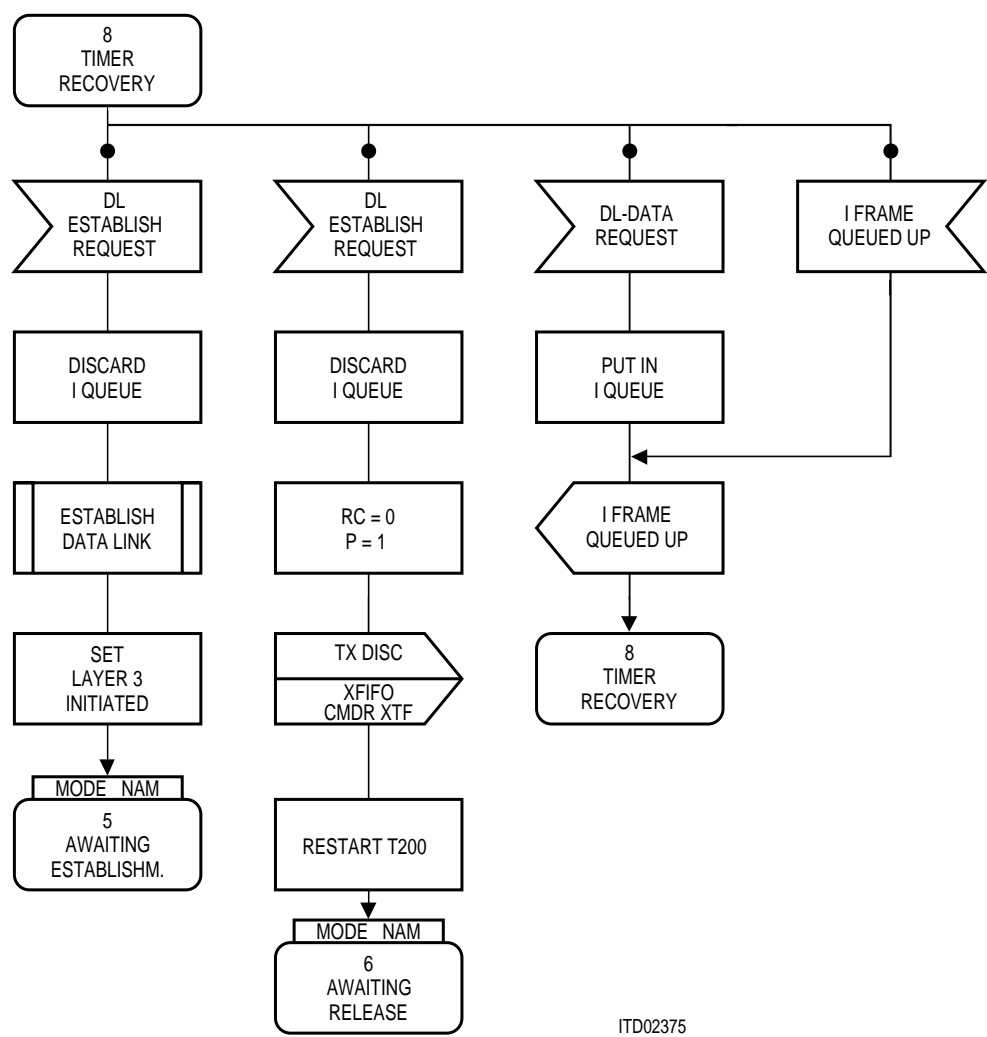 8
TIMER
RECOVERY
DL
ESTABLISH
REQUEST
DISCARD
I QUEUE
ESTABLISH
DATA LINK
SET
LAYER 3
INITIATED
MODE NAM
5
AWAITING
ESTABLISHM.
DL
ESTABLISH
REQUEST
DISCARD
I QUEUE
RC = 0
P = 1
TX DISC
XFIFO
CMDR XTF
RESTART T200
MODE NAM
6
AWAITING
RELEASE
DL-DATA
REQUEST
PUT IN
I QUEUE
I FRAME
QUEUED UP
8
TIMER
RECOVERY
I FRAME
QUEUED UP
ITD02375